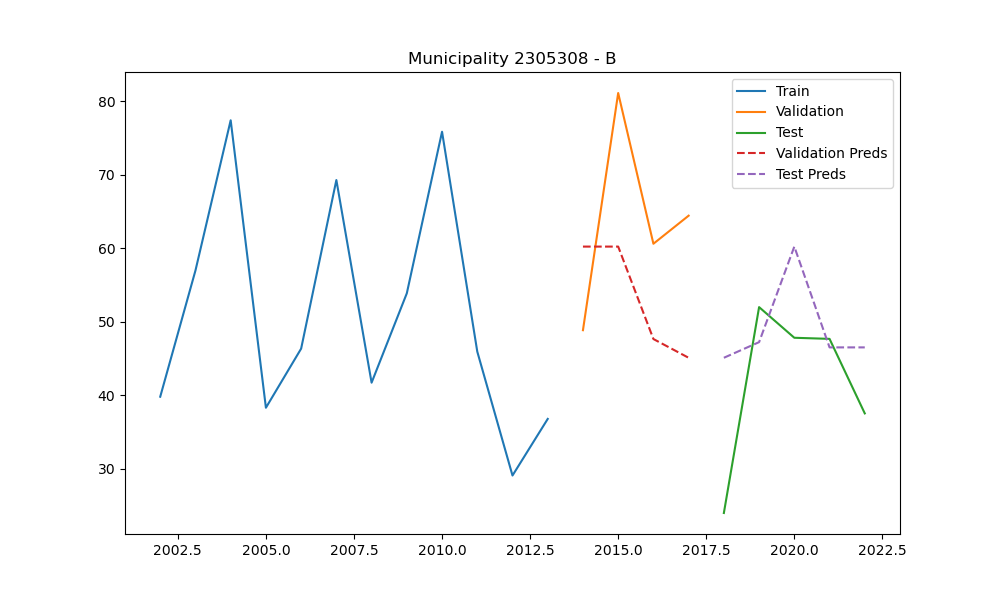 Municipality 2305308 - B
Train
Validation
Test
Validation Preds
Test Preds
80
70
60
50
40
30
2002.5 2005.0 2007.5 2010.0 2012.5 2015.0 2017.5 2020.0 2022.5